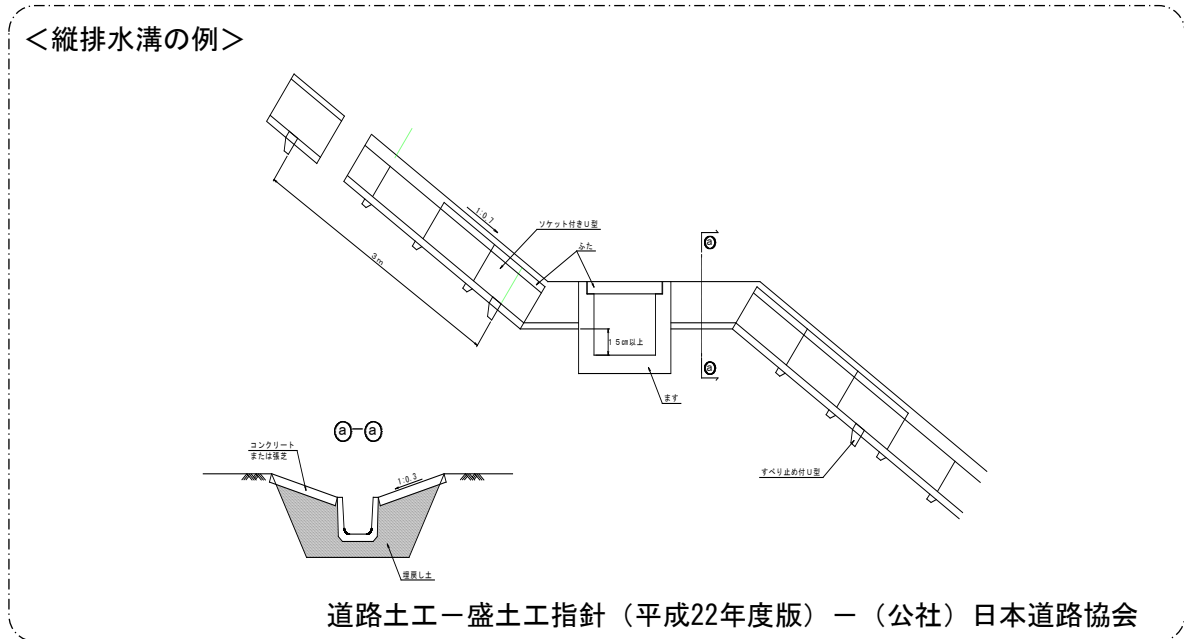 ＜縦排水溝の例＞
1:0.7
ソケット付きU型
ふた
ⓐ
3m
15cm以上
ⓐ
ます
ⓐ-ⓐ
コンクリート
または張芝
1:0.3
すべり止め付U型
埋戻し土
道路土工－盛土工指針（平成22年度版）－（公社）日本道路協会